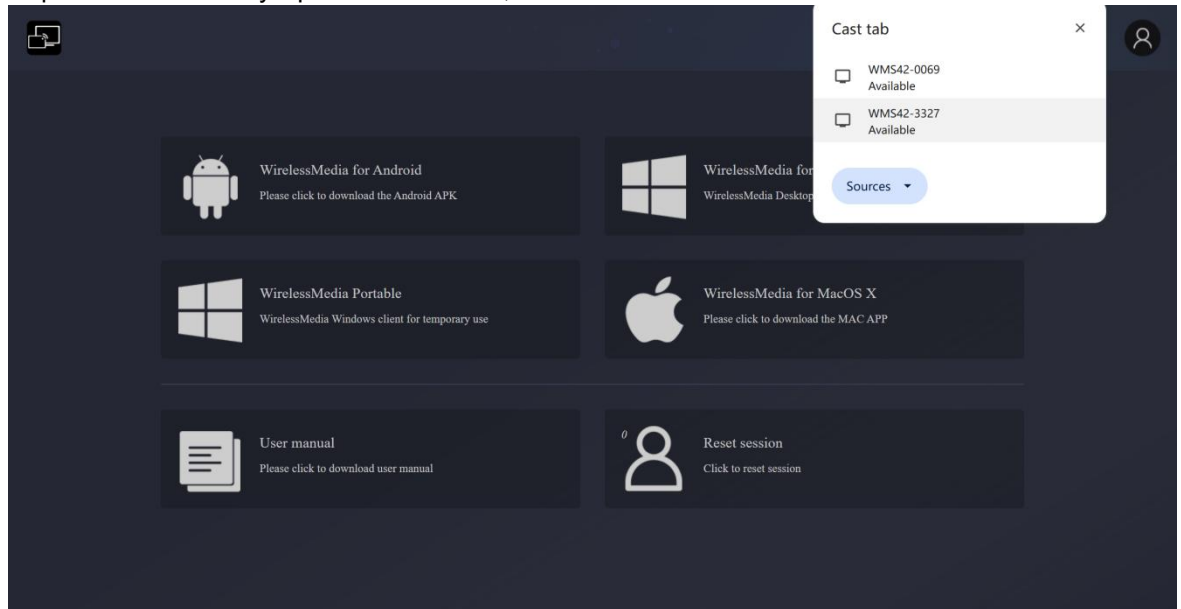 Cast tab
WMS42-0069
Available
WMS42-3327
Available
Sources
WirelessMedia for Android
Please click to download the Android APK
WirelessMedia for
WirelessMedia Desktop
WirelessMedia Portable
WirelessMedia Windows client for temporary use
WirelessMedia for MacOS X
Please click to download the MAC APP
User manual
Please click to download user manual
0
Reset session
Click to reset session